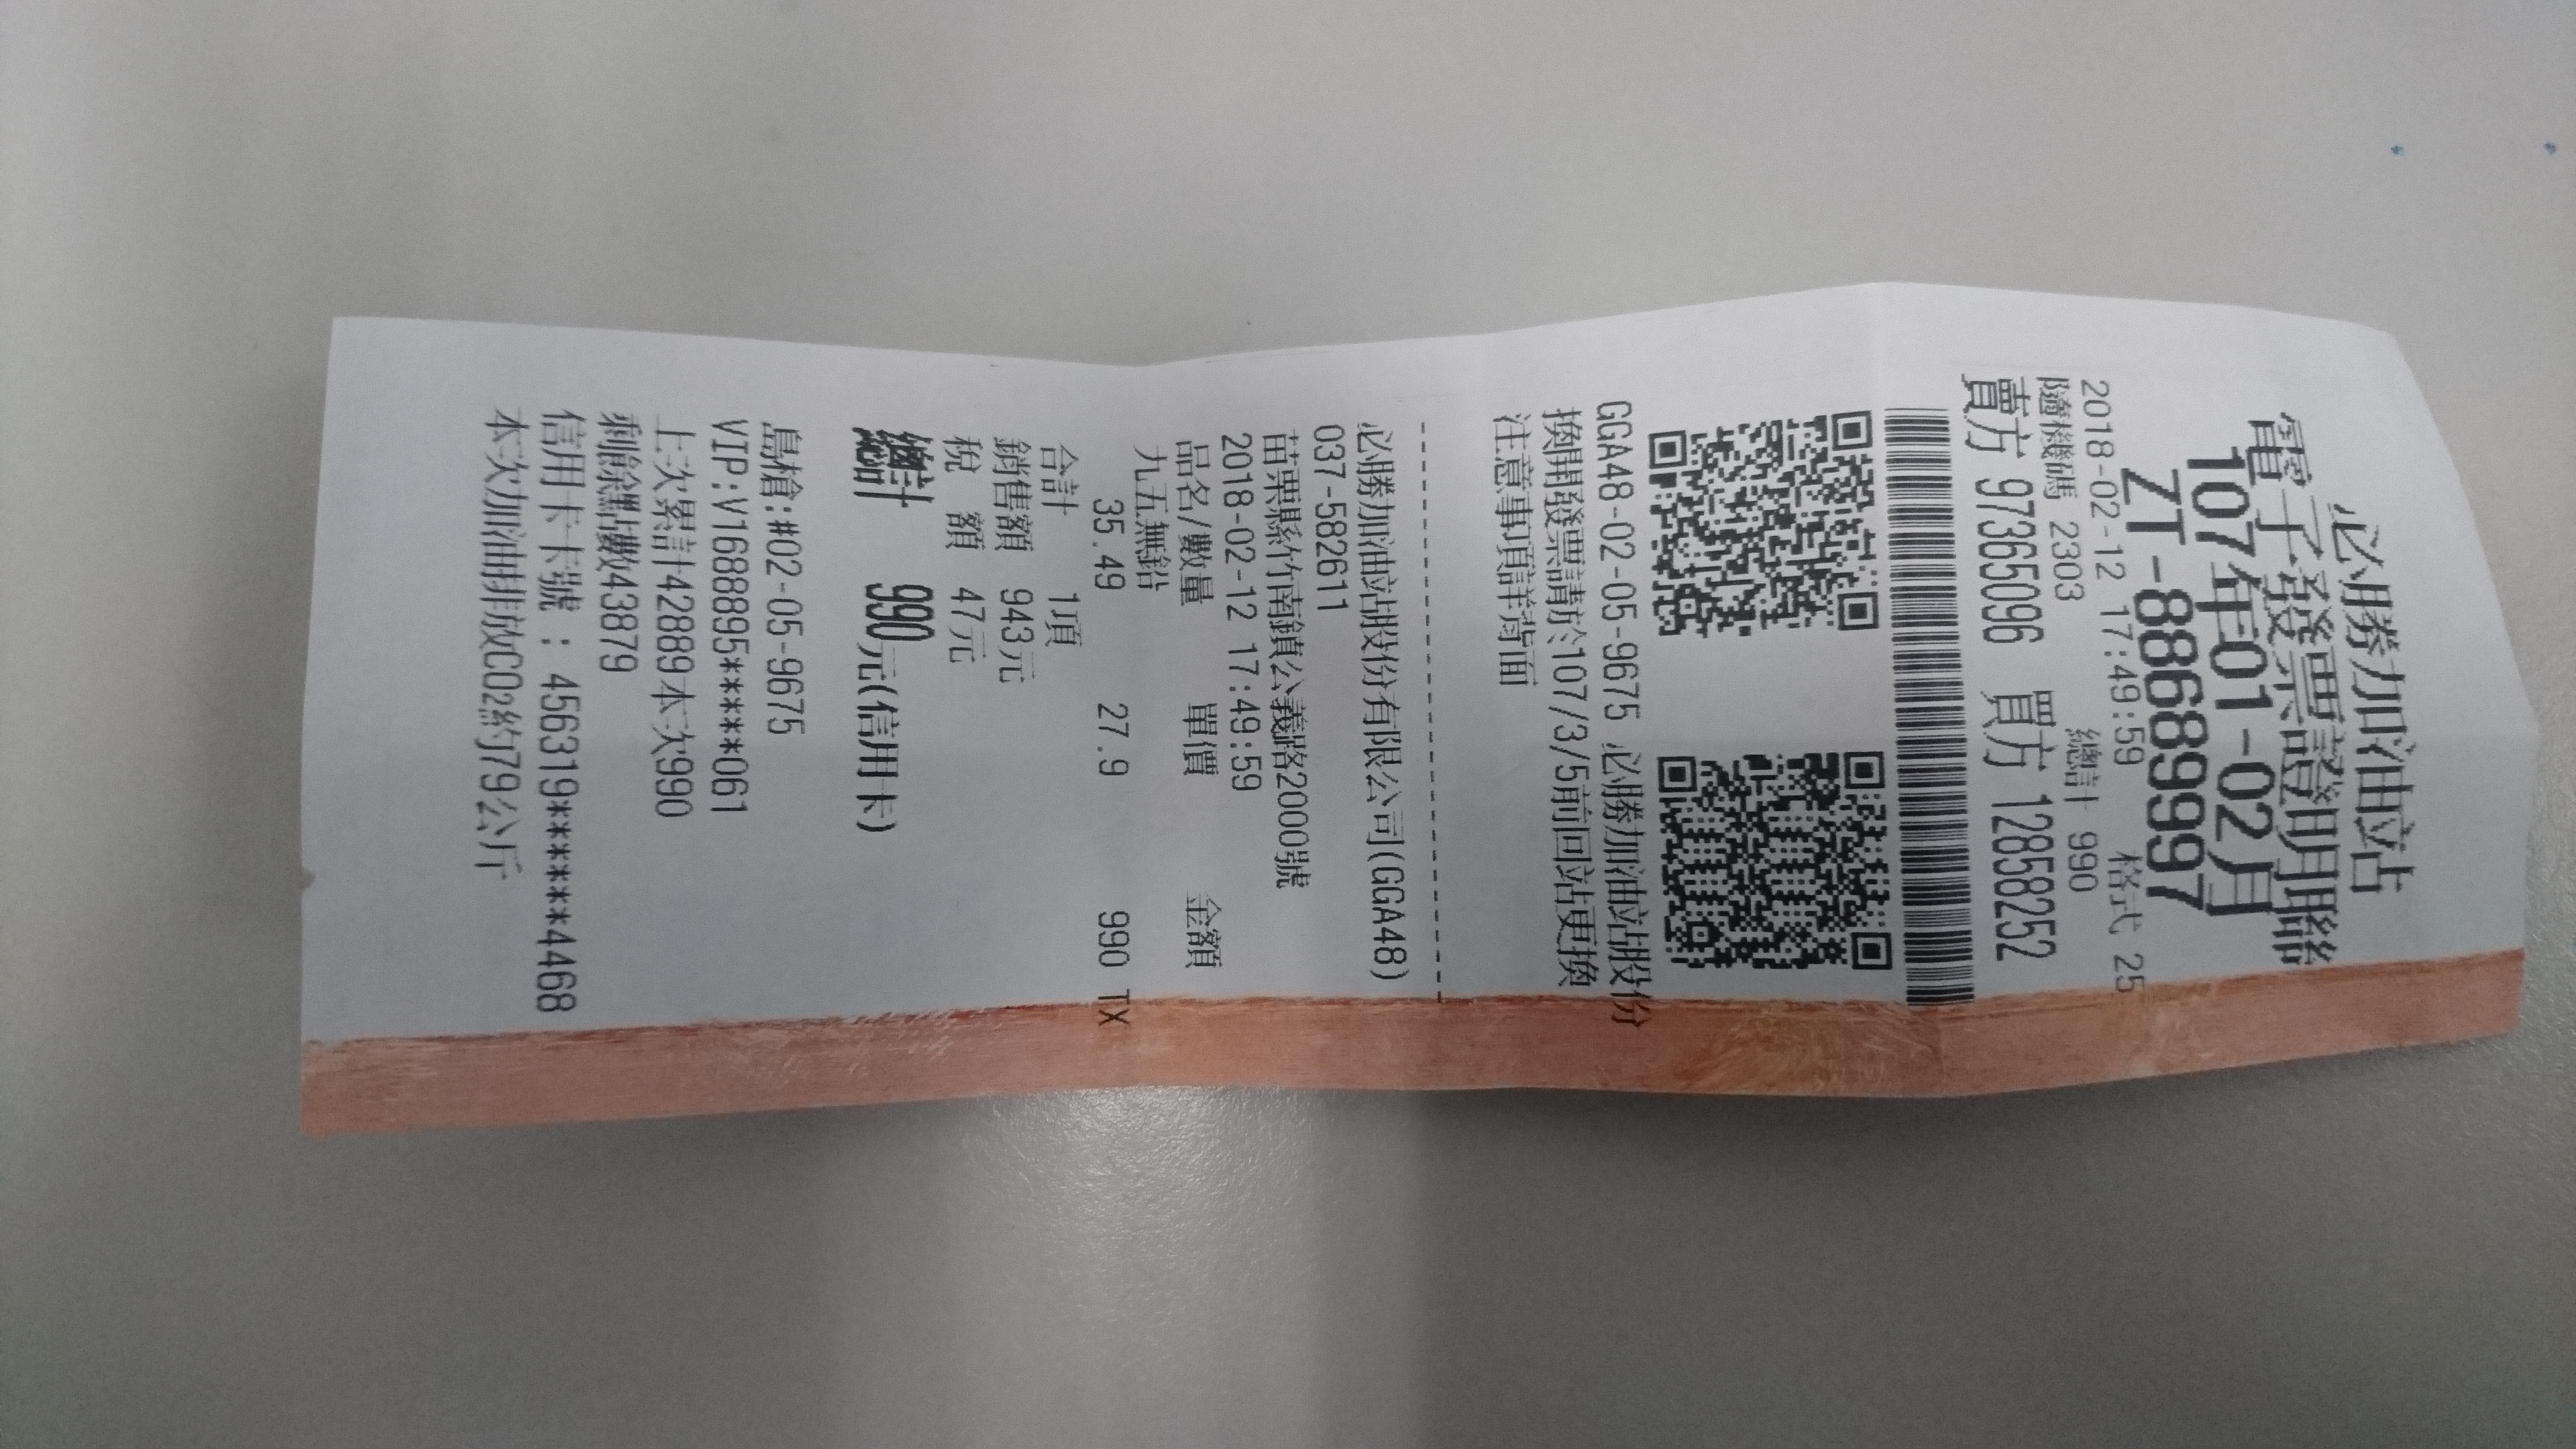 必勝加油站
電子發票證明聯
107年01-02月
ZT-88689997
2018-02-12 17:49:59 格式 25
隨機碼 2303 總計 990
賣方 97365096 買方 12858252
GGA48-02-05-9675 必勝加油站股份
換開發票請於107/3/5前回站更換
注意事項詳背面
必勝加油站股份有限公司(GGA48)
037-582611
苗栗縣竹南鎮公義路2000號
2018-02-12 17:49:59
品名/數量 單價 金額
九五無鉛
35.49 27.9 990 TX
合計 1項
銷售額 943元
稅 額 47元
總計 990元(信用卡)
島槍:#02-05-9675
VIP:V1688895*****061
上次累計42889本次990
剩餘點數43879
信用卡卡號 : 456319******4468
本次加油排放CO2約79公斤